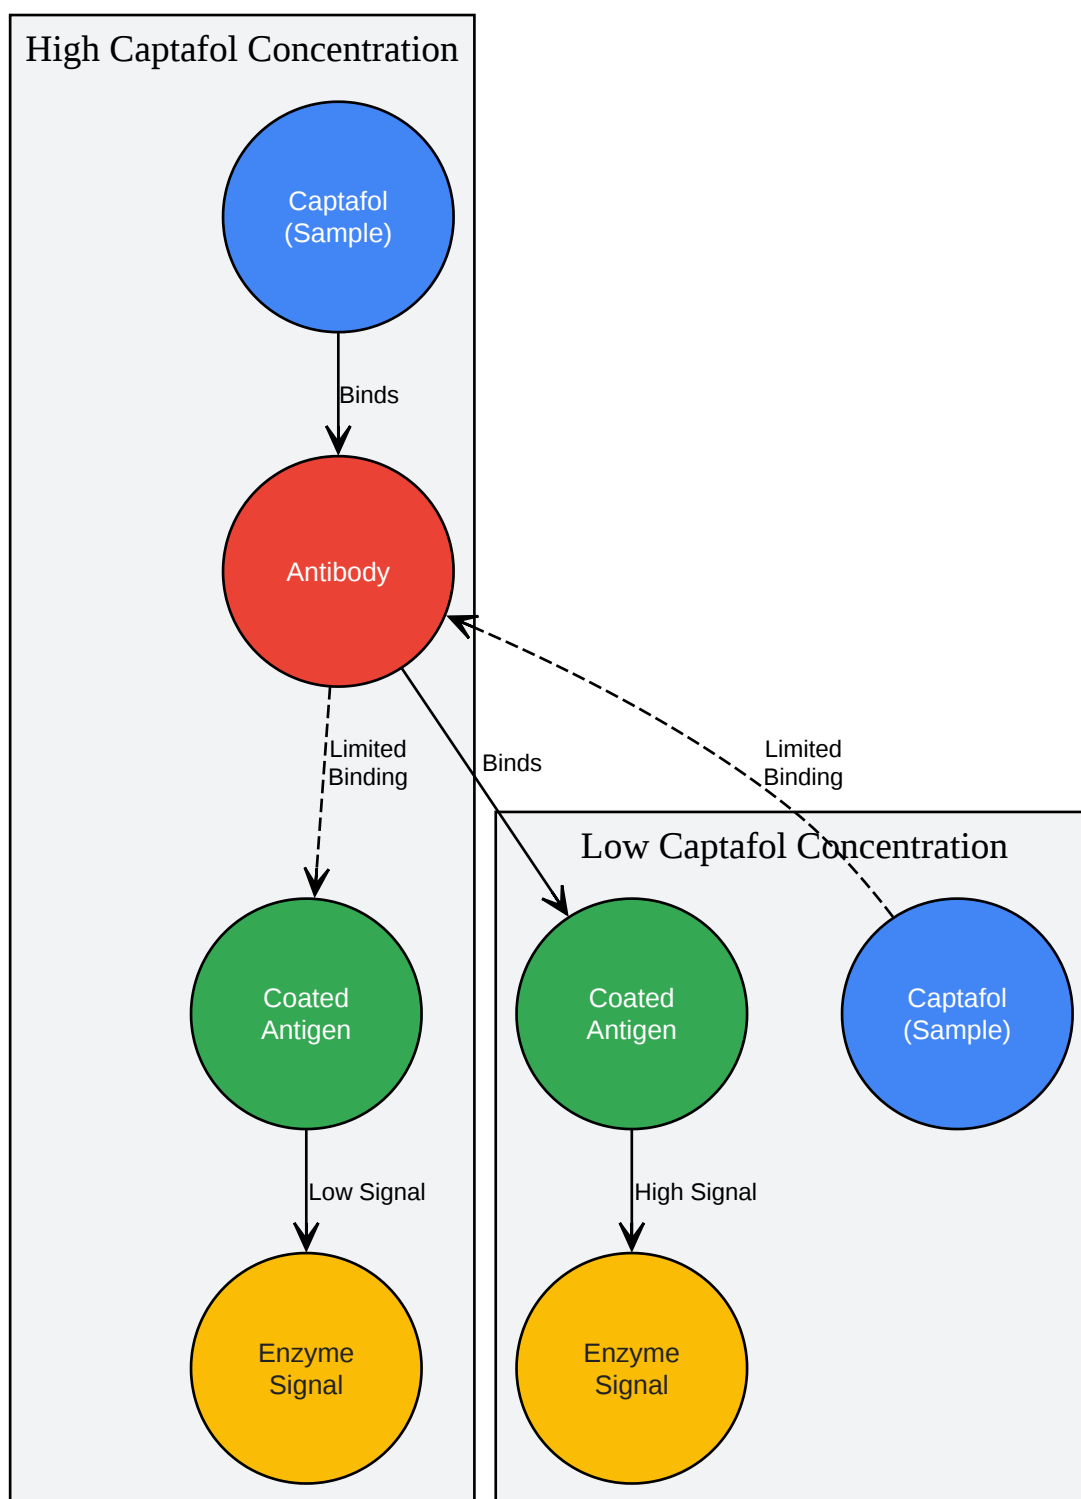 High Captafol Concentration
Captafol
(Sample)
Binds
Antibody
Limited
Binding
Binds
Limited
Binding
Low Captafol Concentration
Coated
Antigen
Coated
Antigen
Captafol
(Sample)
Low Signal
High Signal
Enzyme
Signal
Enzyme
Signal